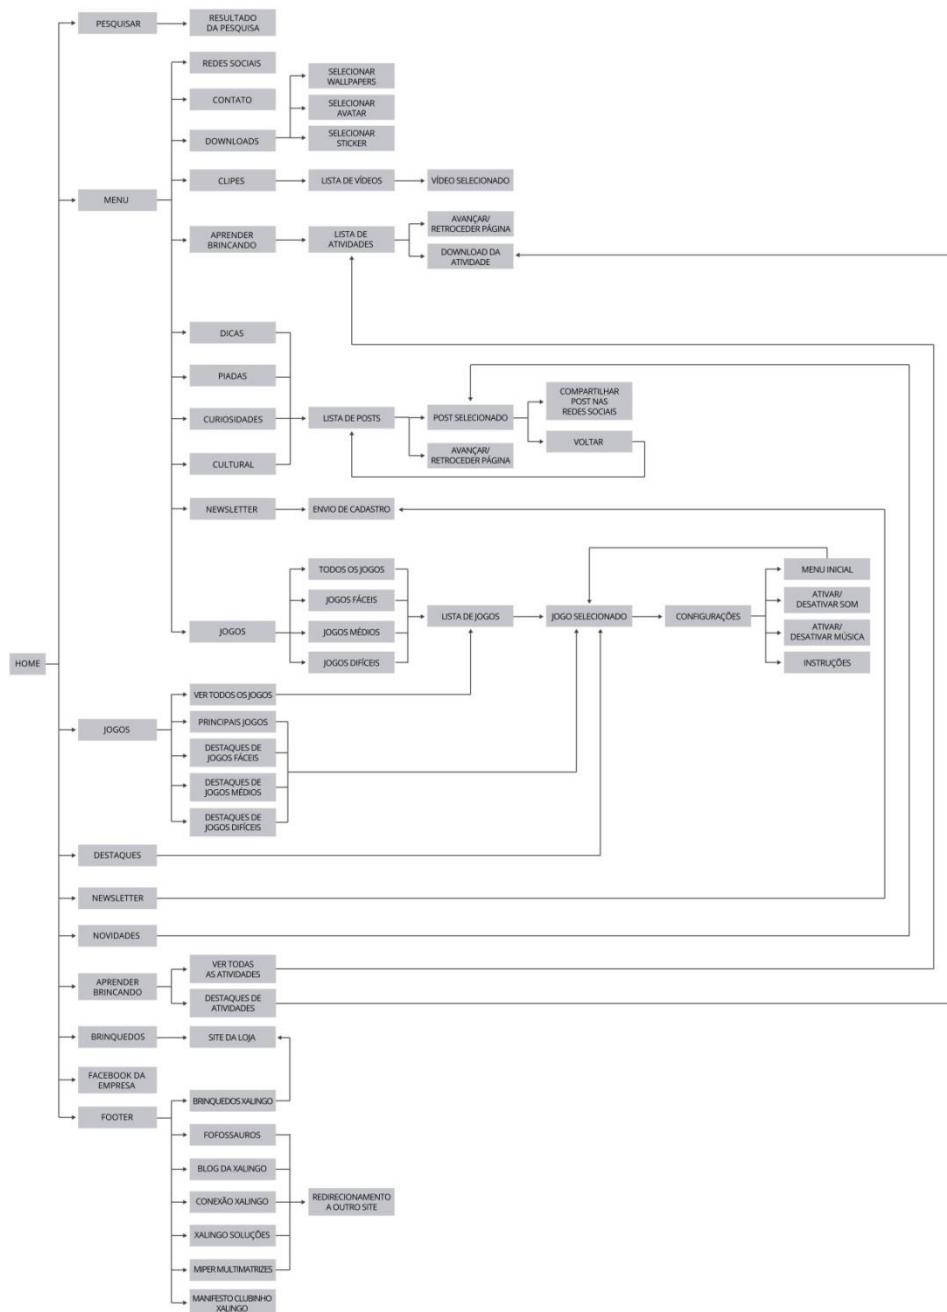 PESQUISAR
RESULTADO
DA PESQUISA
REDES SOCIAIS
SELECIONAR
WALLPAPERS
CONTATO
SELECIONAR
AVATAR
DOWNLOADS
SELECIONAR
STICKER
MENU
CLIPES
LISTA DE VÍDEOS
VÍDEO SELECIONADO
APRENDER
BRINCANDO
LISTA DE
ATIVIDADES
AVANÇAR/
RETROCEDER PÁGINA
DOWNLOAD DA
ATIVIDADE
DICAS
PIADAS
CURIOSIDADES
CULTURAL
LISTA DE POSTS
POST SELECIONADO
COMPARTILHAR
POST NAS
REDES SOCIAIS
VOLTAR
AVANÇAR/
RETROCEDER PÁGINA
NEWSLETTER
ENVIO DE CADASTRO
JOGOS
TODOS OS JOGOS
JOGOS FÁCEIS
JOGOS MÉDIOS
JOGOS DIFÍCEIS
LISTA DE JOGOS
JOGO SELECIONADO
CONFIGURAÇÕES
MENU INICIAL
ATIVAR/
DESATIVAR SOM
ATIVAR/
DESATIVAR MÚSICA
INSTRUÇÕES
HOME
JOGOS
VER TODOS OS JOGOS
PRINCIPAIS JOGOS
DESTAQUES DE
JOGOS FÁCEIS
DESTAQUES DE
JOGOS MÉDIOS
DESTAQUES DE
JOGOS DIFÍCEIS
DESTAQUES
NEWSLETTER
NOVIDADES
APRENDER
BRINCANDO
VER TODAS
AS ATIVIDADES
DESTAQUES DE
ATIVIDADES
BRINQUEDOS
SITE DA LOJA
FACEBOOK DA
EMPRESA
FOOTER
BRINQUEDOS XALINGO
FOFOSSAUROS
BLOG DA XALINGO
CONEXÃO XALINGO
XALINGO SOLUÇÕES
MIPER MULTIMATRIZES
MANIFESTO CLUBINHO
XALINGO
REDIRECIONAMENTO
A OUTRO SITE